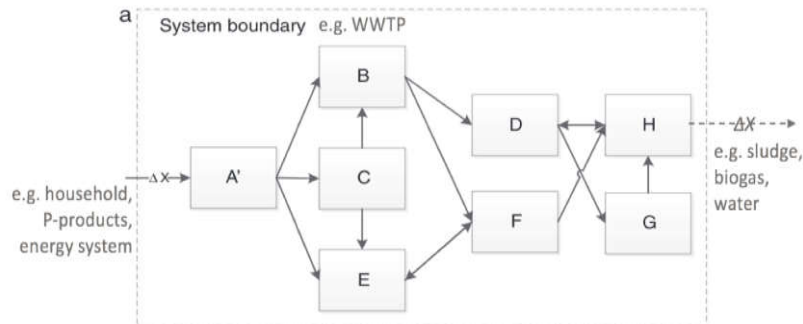 a
System boundary e.g. WWTP
B
D
H
ΔX
A'
C
ΔX
e.g. household,
P-products,
energy system
e.g. sludge,
biogas,
water
F
G
E